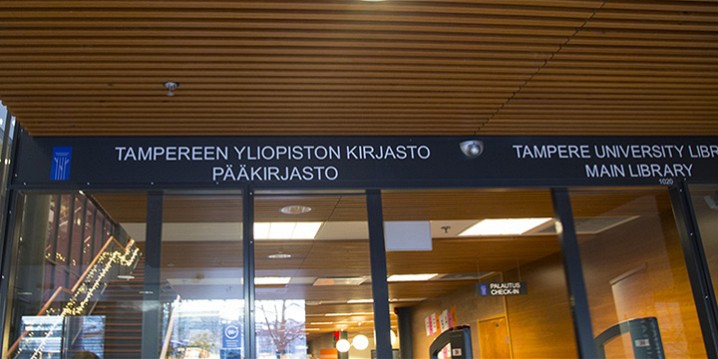 TAMPEREEN YLIOPISTON KIRJASTO
PÄÄKIRJASTO
TAMPERE UNIVERSITY LIBR
MAIN LIBRARY
1020
PALAUTUS
CHECK-IN